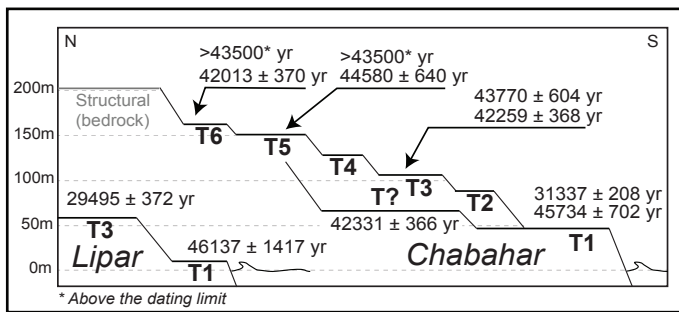 N
S
>43500* yr
42013 ± 370 yr
>43500* yr
44580 ± 640 yr
43770 ± 604 yr
42259 ± 368 yr
200m
Structural
(bedrock)
150m
T6
T5
T4
T3
100m
T?
T2
29495 ± 372 yr
31337 ± 208 yr
45734 ± 702 yr
50m
T3
42331 ± 366 yr
T1
46137 ± 1417 yr
Lipar
Chabahar
0m
T1
* Above the dating limit